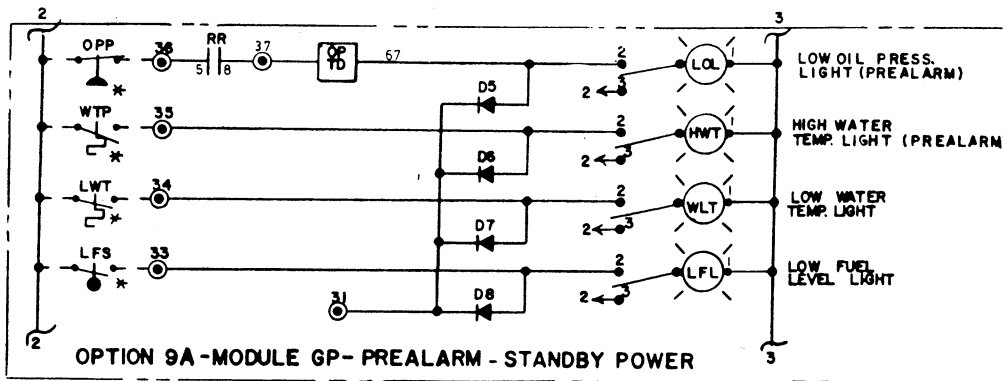 2
3
OPP
36
RR
37
5 8
OP
TD
67
2
3
2
LOL
LOW OIL PRESS.
LIGHT (PREALARM)
*
D5
WTP
35
2
3
2
HWT
HIGH WATER
TEMP. LIGHT (PREALARM
*
D6
LWT
34
2
3
2
WLT
LOW WATER
TEMP. LIGHT
*
D7
LFS
33
2
3
2
LFL
LOW FUEL
LEVEL LIGHT
*
31
D8
2
3
OPTION 9A-MODULE GP-PREALARM-STANDBY POWER